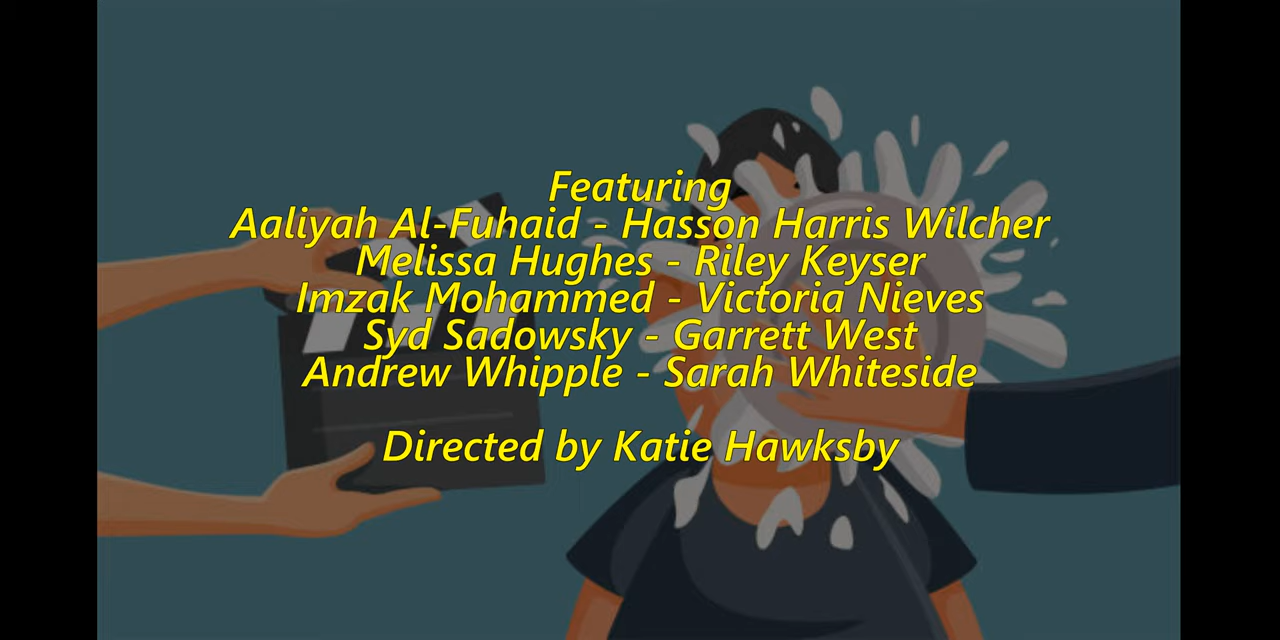 Featuring
Aaliyah Al-Fuhaid - Hasson Harris Wilcher
Melissa Hughes - Riley Keyser
Imzak Mohammed - Victoria Nieves
Syd Sadowsky - Garrett West
Andrew Whipple - Sarah Whiteside
Directed by Katie Hawksby